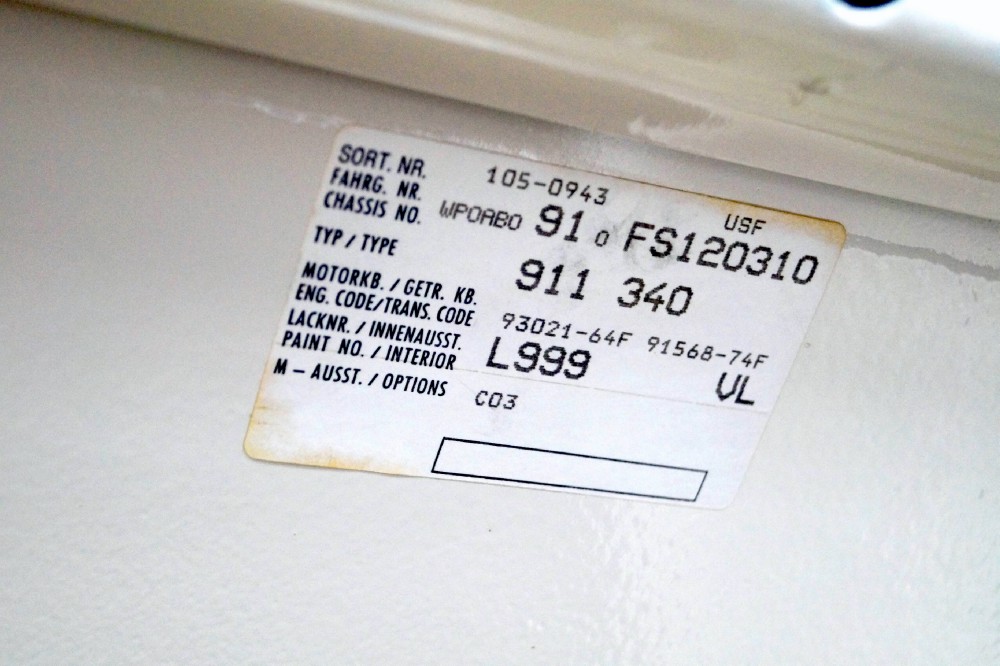 SORT. NR. 105-0943 USF
FAHRG. NR.
CHASSIS NO. WP0AB0 91 0 FS120310
TYP / TYPE 911 340
MOTORKB. / GETR. KB.
ENG. CODE/TRANS. CODE 93021-64F 91568-74F
LACKNR. / INNENAUSST.
PAINT NO. / INTERIOR L999 VL
M – AUSST. / OPTIONS C03